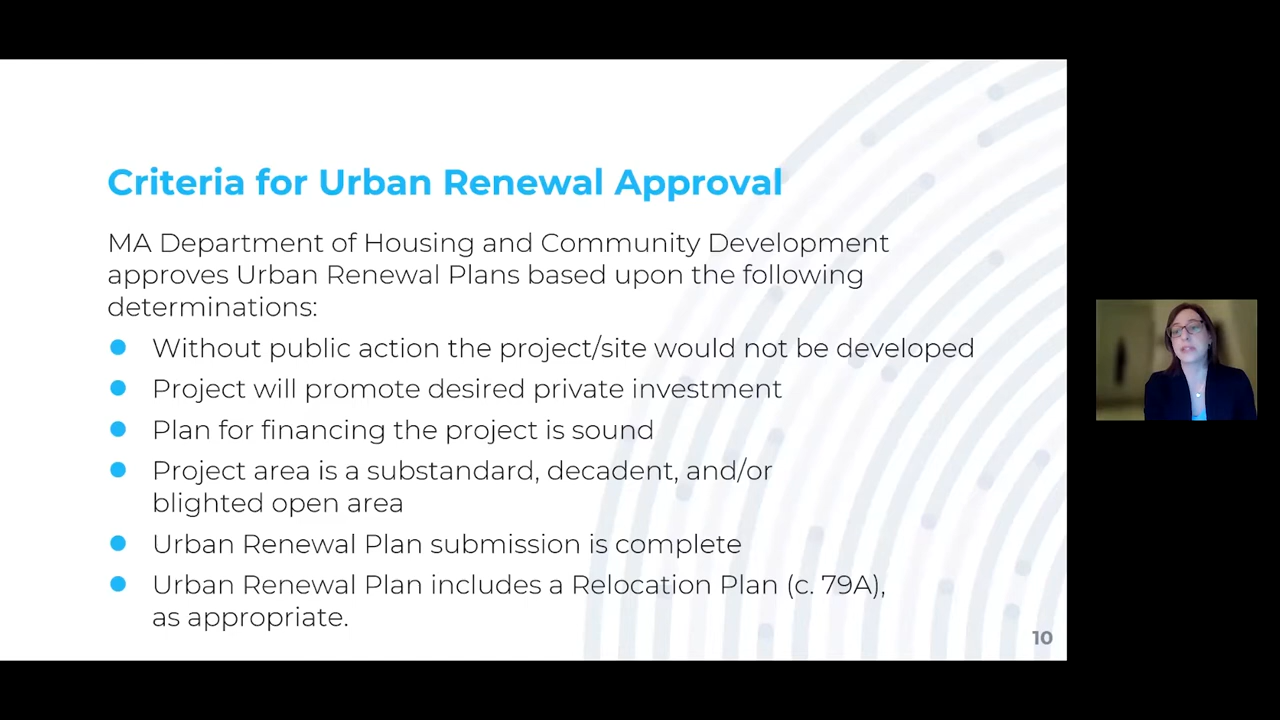 Criteria for Urban Renewal Approval
MA Department of Housing and Community Development
approves Urban Renewal Plans based upon the following
determinations:
Without public action the project/site would not be developed
Project will promote desired private investment
Plan for financing the project is sound
Project area is a substandard, decadent, and/or
blighted open area
Urban Renewal Plan submission is complete
Urban Renewal Plan includes a Relocation Plan (c. 79A),
as appropriate.
10